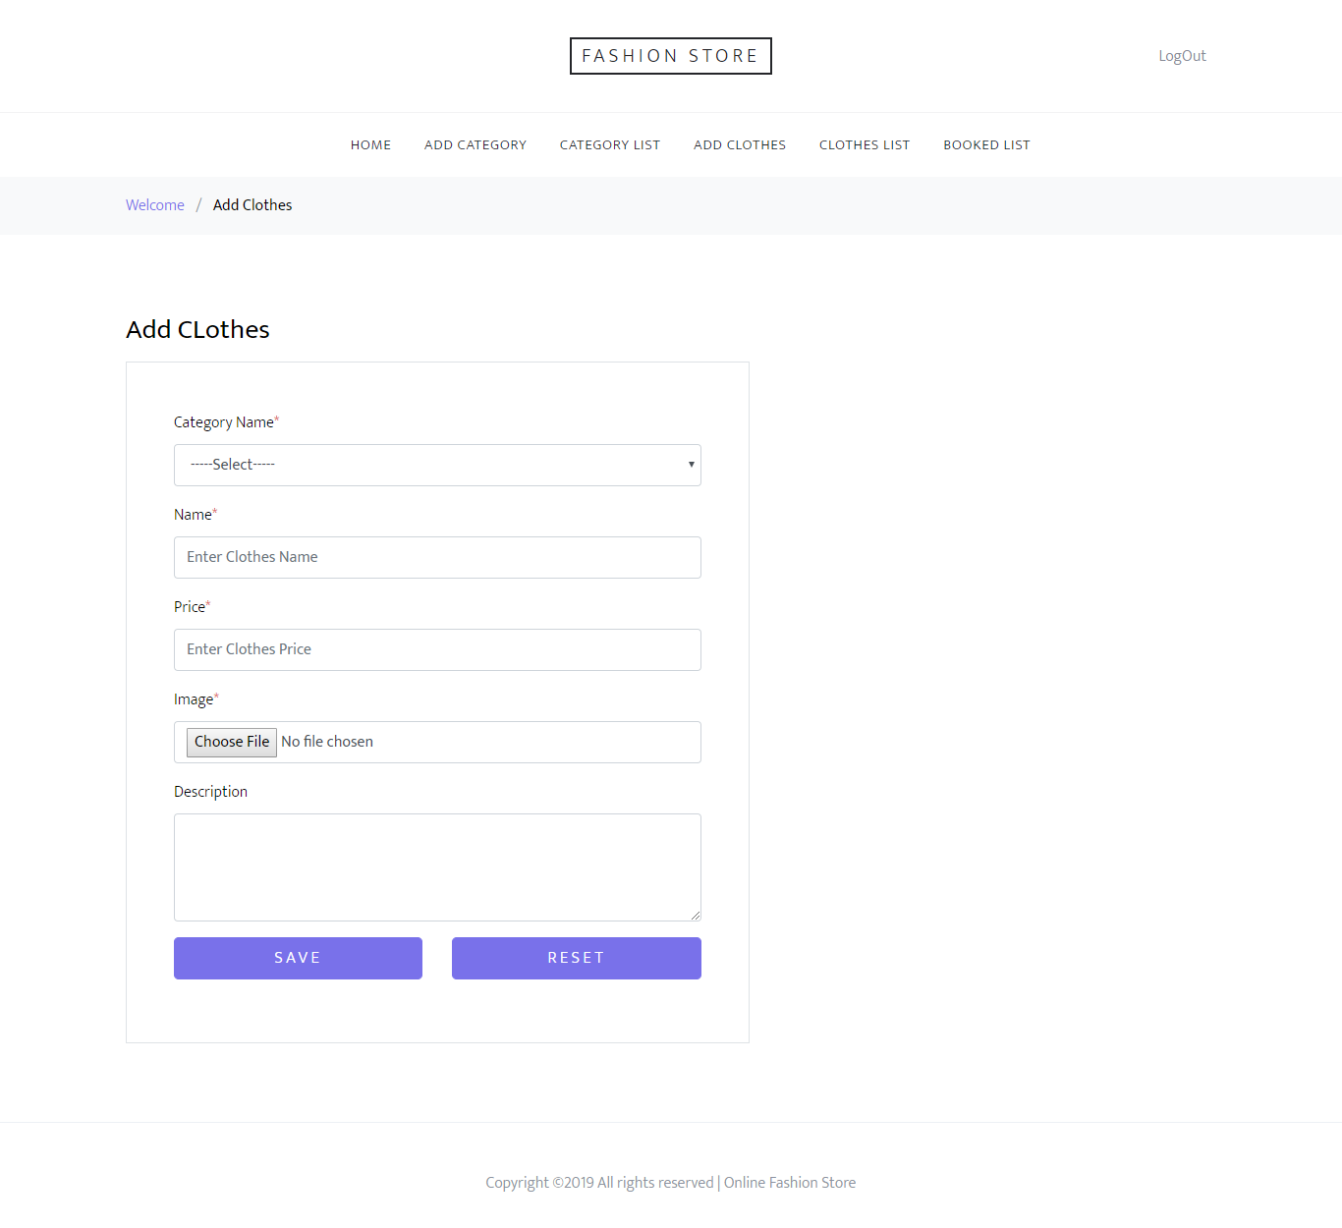 FASHION STORE
LogOut
HOME ADD CATEGORY CATEGORY LIST ADD CLOTHES CLOTHES LIST BOOKED LIST
Welcome / Add Clothes
Add CLothes
Category Name*
-----Select-----
Name*
Enter Clothes Name
Price*
Enter Clothes Price
Image*
Choose File No file chosen
Description
SAVE RESET
Copyright ©2019 All rights reserved | Online Fashion Store